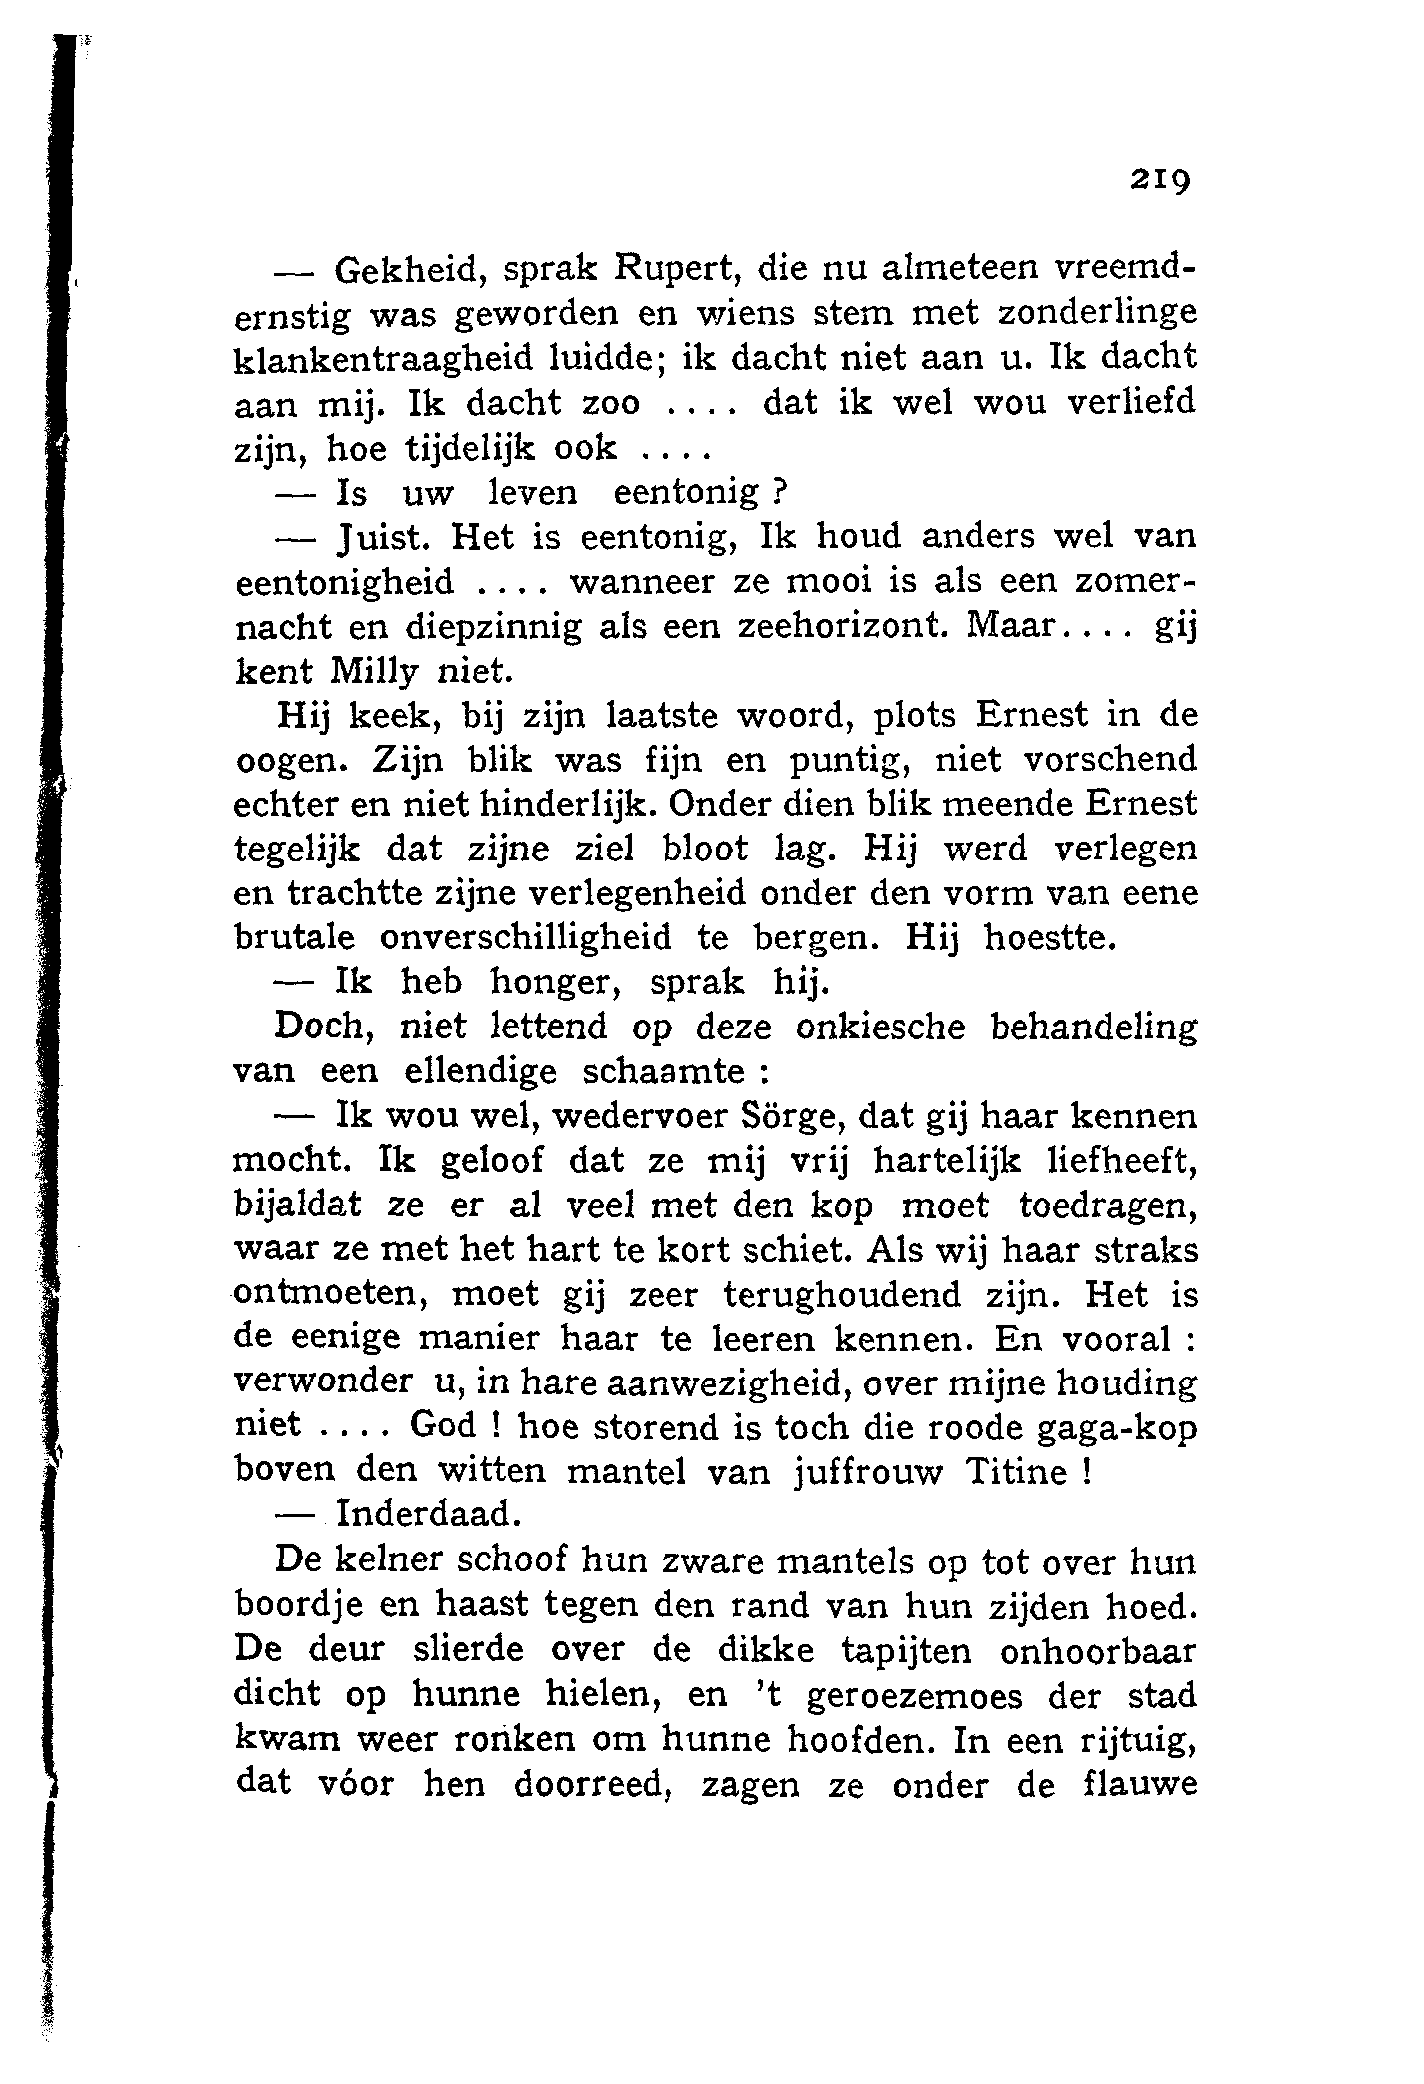 219
— Gekheid, sprak Rupert, die nu almeteen vreemd-
ernstig was geworden en wiens stem met zonderlinge
klankentraagheid luidde; ik dacht niet aan u. Ik dacht
aan mij. Ik dacht zoo .... dat ik wel wou verliefd
zijn, hoe tijdelijk ook ....
— Is uw leven eentonig ?
— Juist. Het is eentonig, Ik houd anders wel van
eentonigheid .... wanneer ze mooi is als een zomer-
nacht en diepzinnig als een zeehorizont. Maar.... gij
kent Milly niet.
Hij keek, bij zijn laatste woord, plots Ernest in de
oogen. Zijn blik was fijn en puntig, niet vorschend
echter en niet hinderlijk. Onder dien blik meende Ernest
tegelijk dat zijne ziel bloot lag. Hij werd verlegen
en trachtte zijne verlegenheid onder den vorm van eene
brutale onverschilligheid te bergen. Hij hoestte.
— Ik heb honger, sprak hij.
Doch, niet lettend op deze onkiesche behandeling
van een ellendige schaamte :
— Ik wou wel, wedervoer Sörge, dat gij haar kennen
mocht. Ik geloof dat ze mij vrij hartelijk liefheeft,
bijaldat ze er al veel met den kop moet toedragen,
waar ze met het hart te kort schiet. Als wij haar straks
ontmoeten, moet gij zeer terughoudend zijn. Het is
de eenige manier haar te leeren kennen. En vooral :
verwonder u, in hare aanwezigheid, over mijne houding
niet .... God ! hoe storend is toch die roode gaga-kop
boven den witten mantel van juffrouw Titine !
— Inderdaad.
De kelner schoof hun zware mantels op tot over hun
boordje en haast tegen den rand van hun zijden hoed.
De deur slierde over de dikke tapijten onhoorbaar
dicht op hunne hielen, en 't geroezemoes der stad
kwam weer ronken om hunne hoofden. In een rijtuig,
dat vóor hen doorreed, zagen ze onder de flauwe